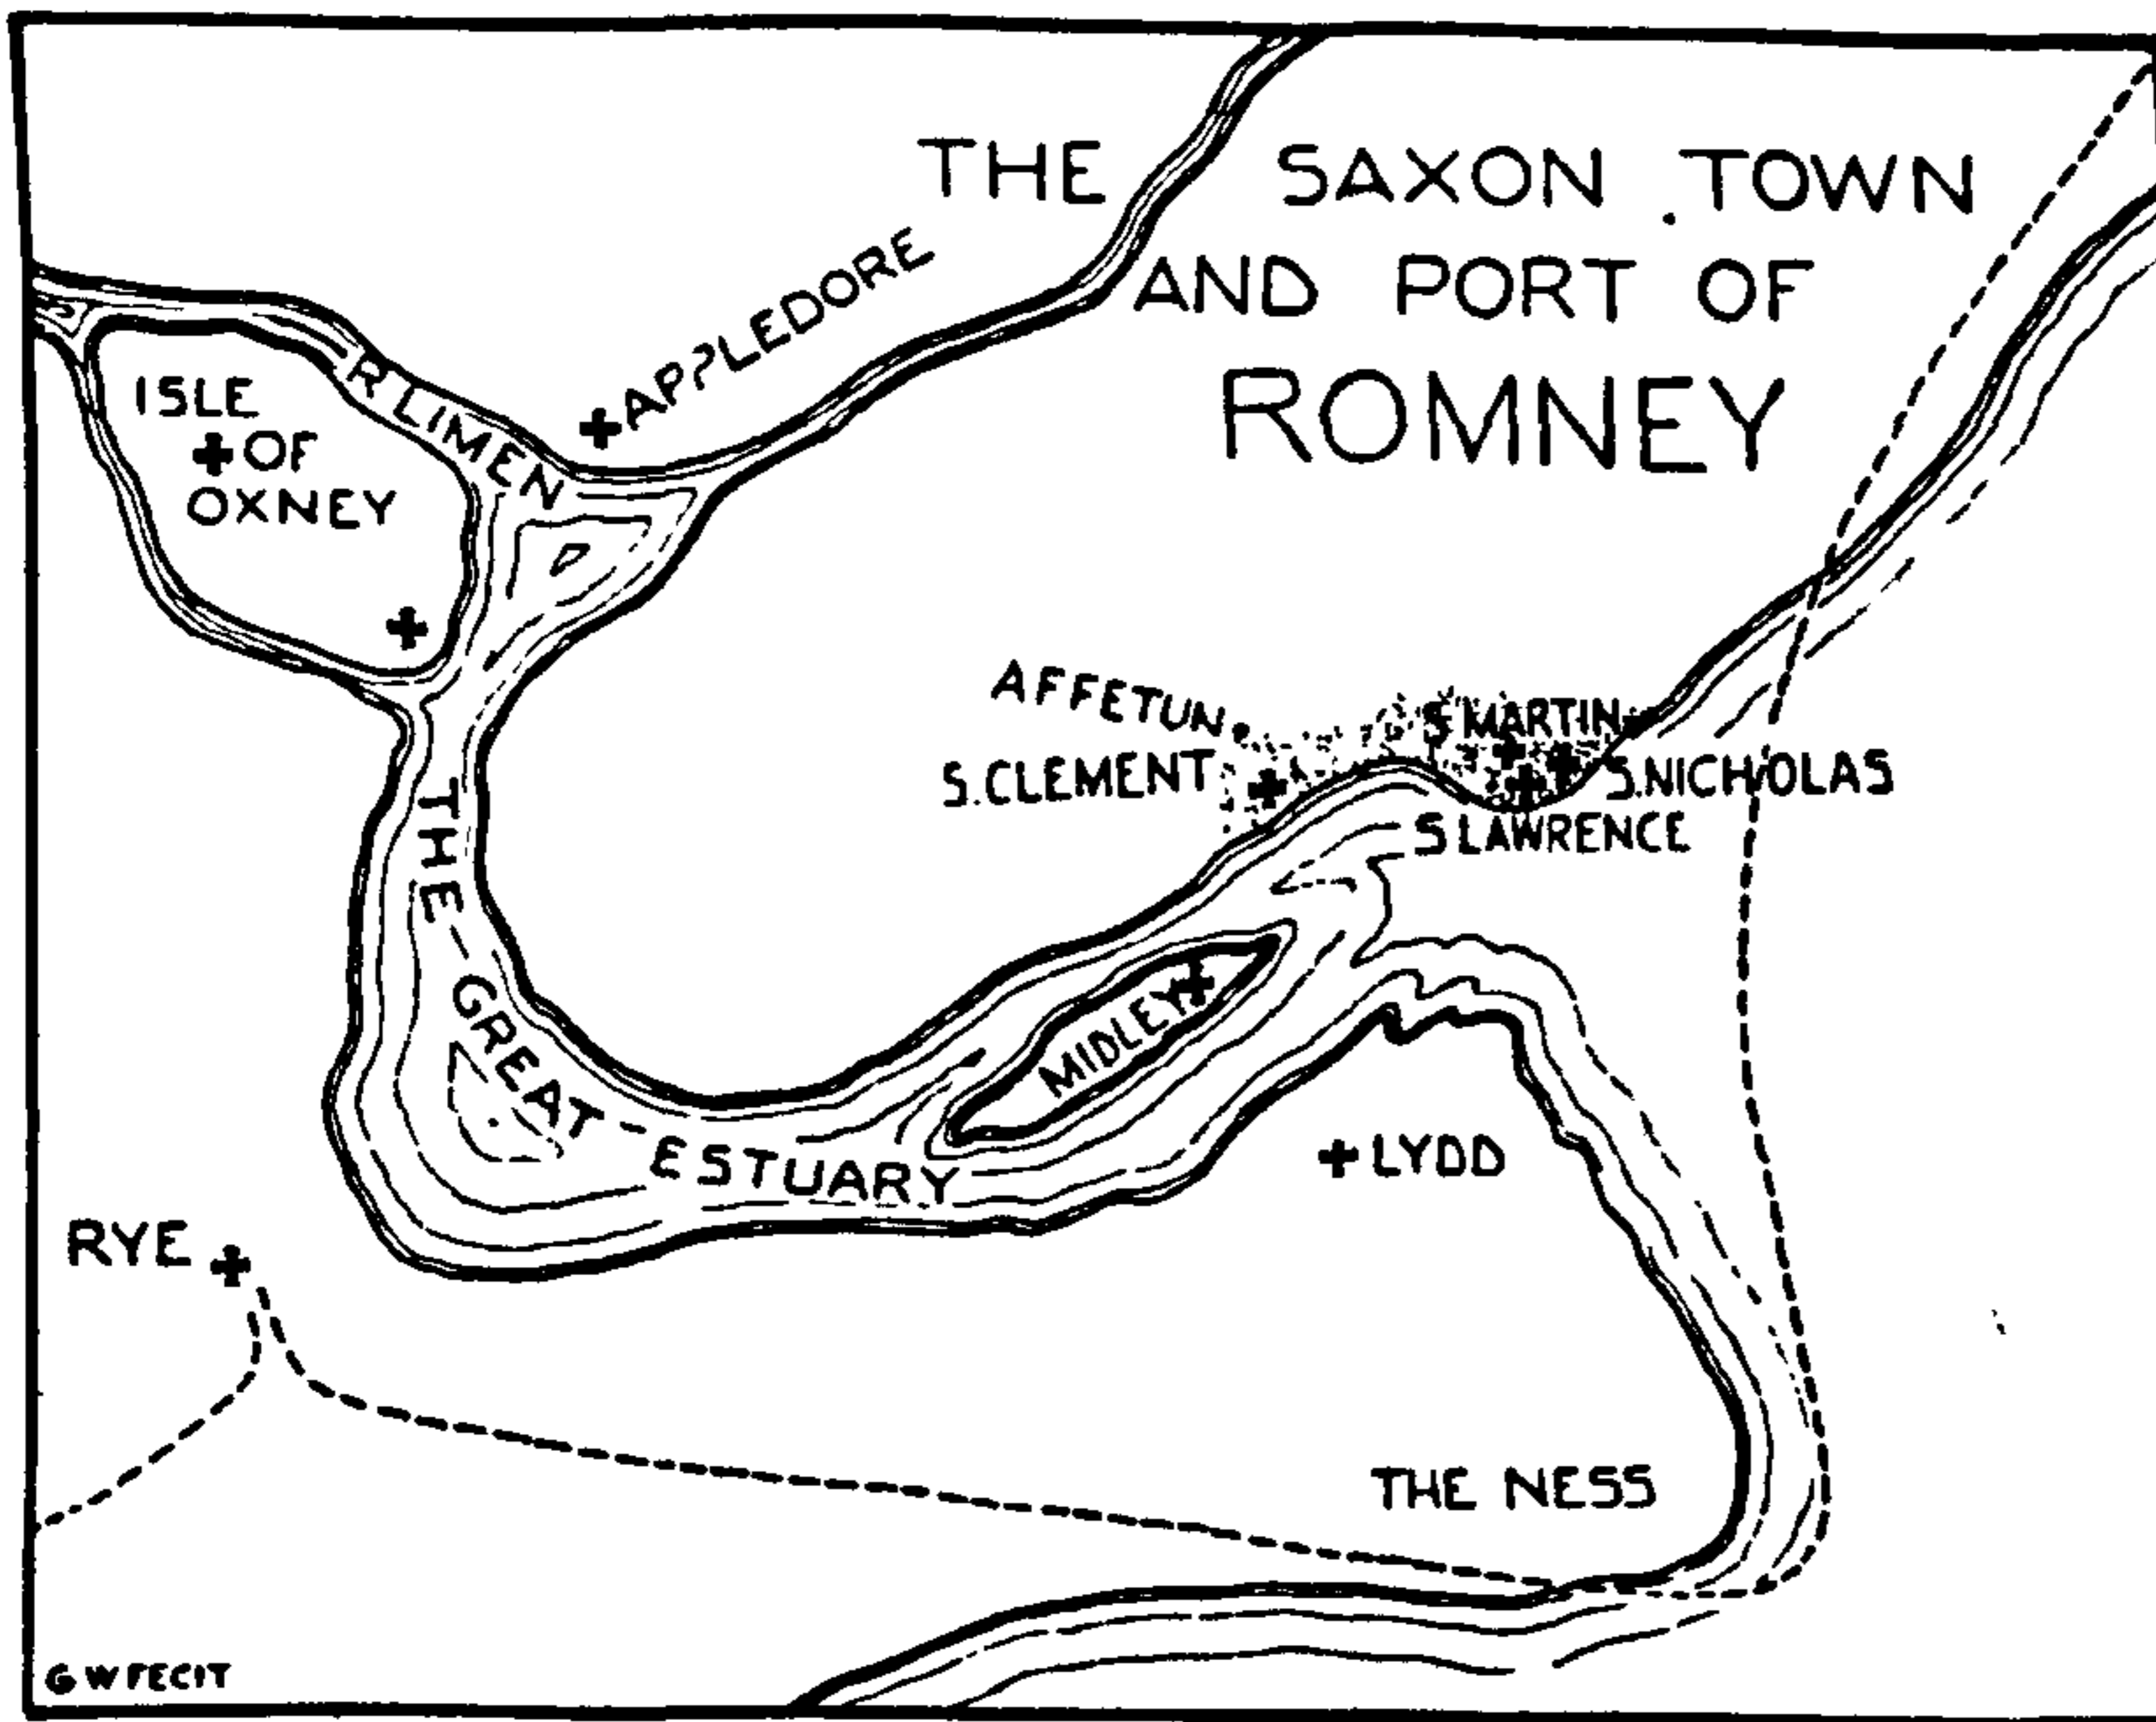 THE SAXON TOWN
AND PORT OF
ROMNEY
APPLEDORE
ISLE
OF
OXNEY
R LIMEN
AFFETUN
S. CLEMENT
S MARTIN
S. NICHOLAS
S LAWRENCE
THE - GREAT - ESTUARY
MIDLEY
LYDD
RYE
THE NESS
G W FECIT